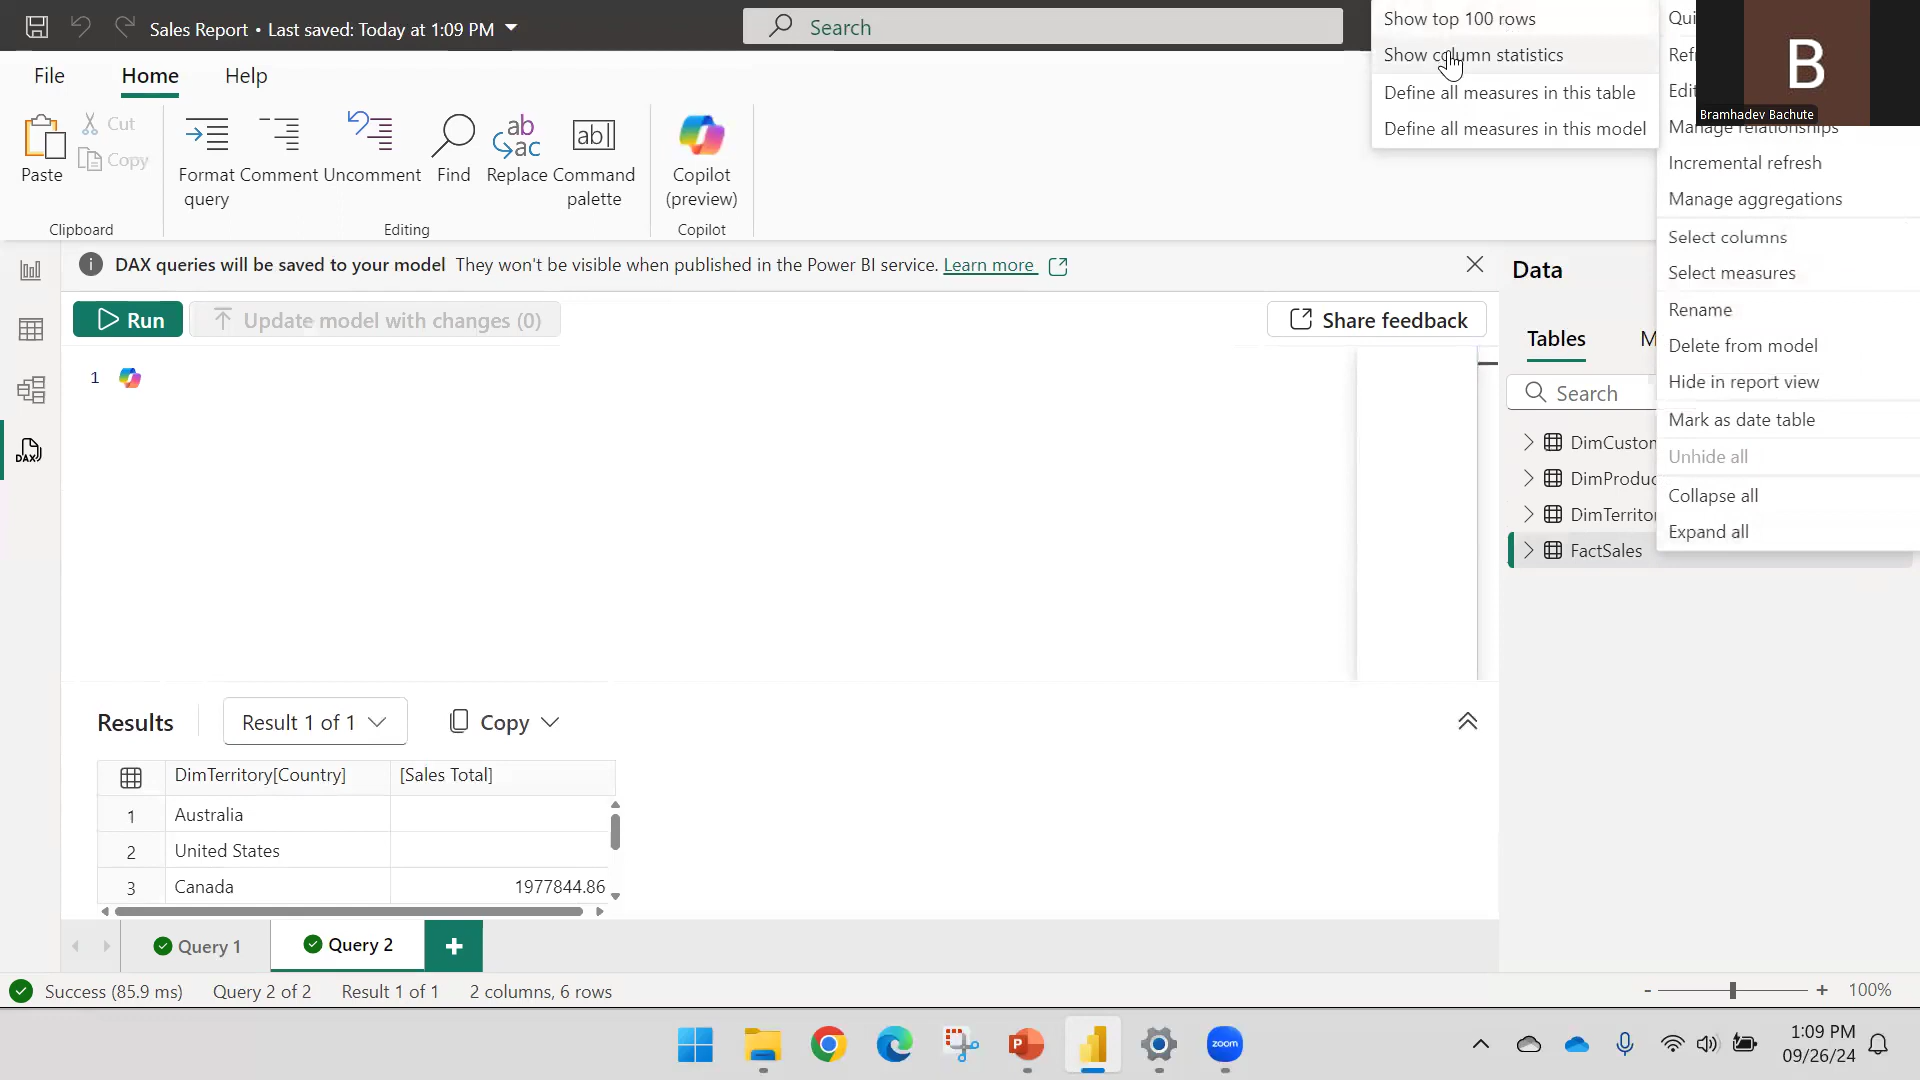 Sales Report • Last saved: Today at 1:09 PM
Search
File
Home
Help
Paste
Cut
Copy
Clipboard
Format query
Comment
Uncomment
Find
Replace
Command palette
Editing
Copilot (preview)
Copilot
Show top 100 rows
Show column statistics
Define all measures in this table
Define all measures in this model
Manage relationships
Incremental refresh
Manage aggregations
Select columns
Select measures
Rename
Delete from model
Hide in report view
Mark as date table
Unhide all
Collapse all
Expand all
B
Bramhadev Bachute
DAX queries will be saved to your model They won't be visible when published in the Power BI service. Learn more
Run
Update model with changes (0)
Share feedback
1
Data
Tables
Search
FactSales
DAX
Results
Result 1 of 1
Copy
DimTerritory[Country] [Sales Total]
1 Australia
2 United States
3 Canada 1977844.86
Query 1
Query 2
Success (85.9 ms) Query 2 of 2 Result 1 of 1 2 columns, 6 rows
- + 100%
zoom
1:09 PM
09/26/24